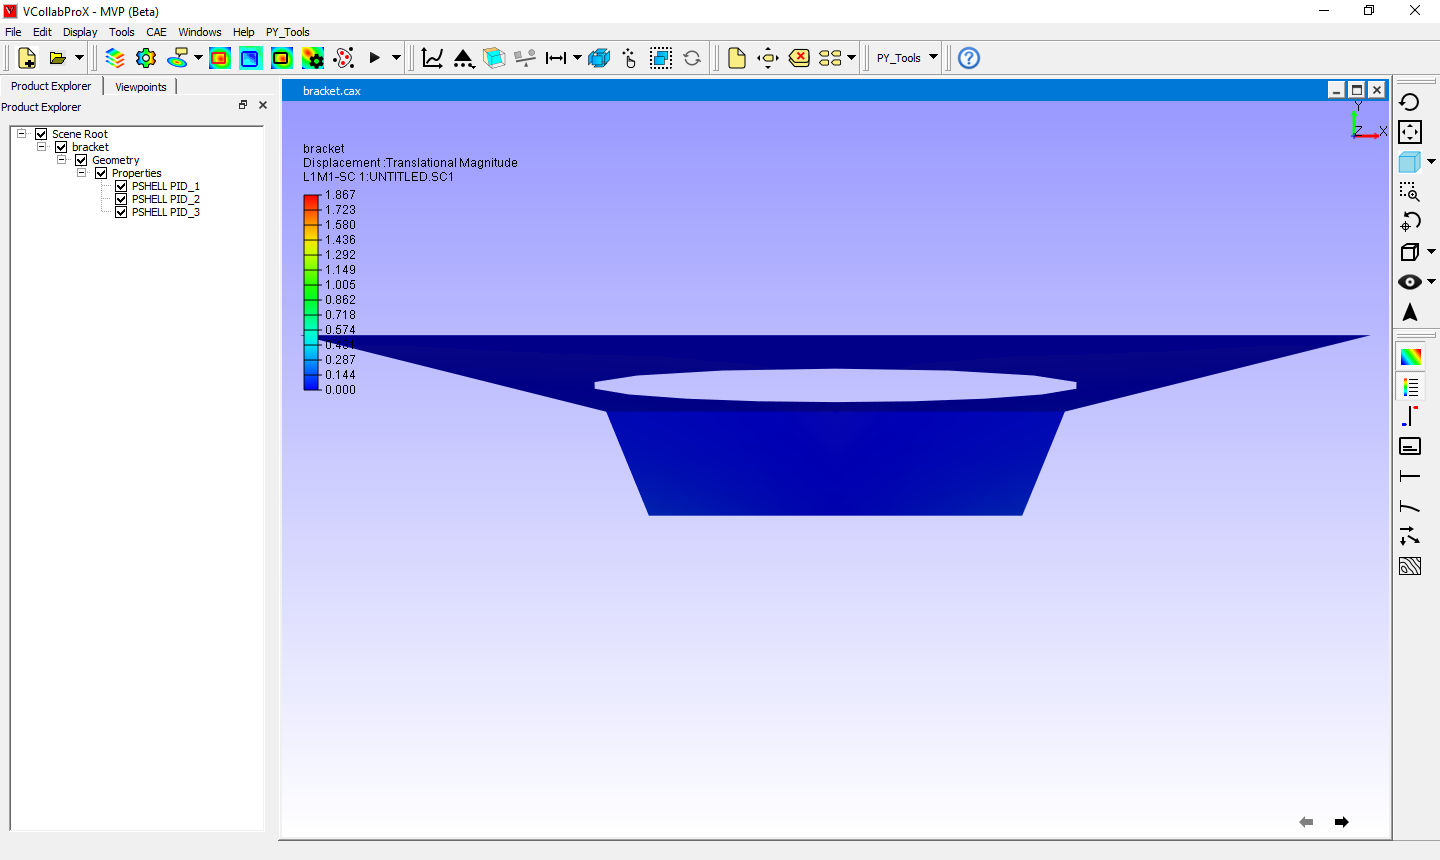 VCollabProX - MVP (Beta)
File Edit Display Tools CAE Windows Help PY_Tools
PY_Tools
Product Explorer Viewpoints
Product Explorer
Scene Root
bracket
Geometry
Properties
PSHELL PID_1
PSHELL PID_2
PSHELL PID_3
bracket.cax
Y
Z X
bracket
Displacement :Translational Magnitude
L1M1-SC 1:UNTITLED.SC1
1.867
1.723
1.580
1.436
1.292
1.149
1.005
0.862
0.718
0.574
0.431
0.287
0.144
0.000